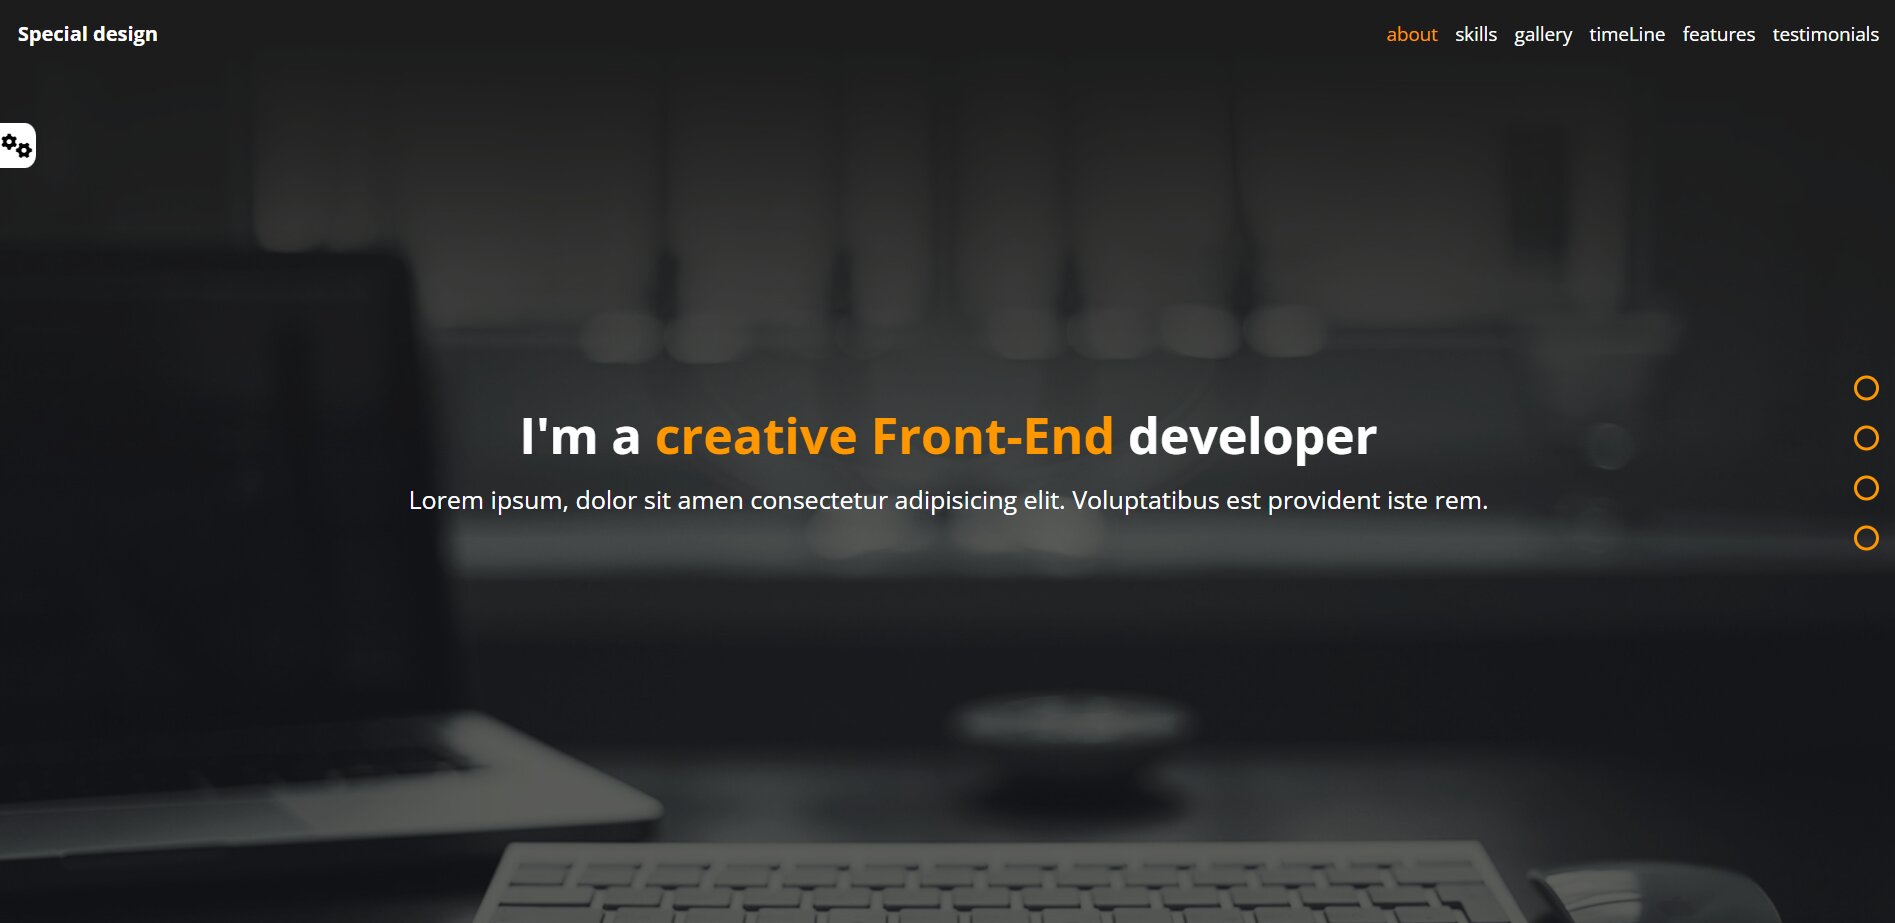 Special design
about skills gallery timeLine features testimonials
I'm a creative Front-End developer
Lorem ipsum, dolor sit amen consectetur adipisicing elit. Voluptatibus est provident iste rem.